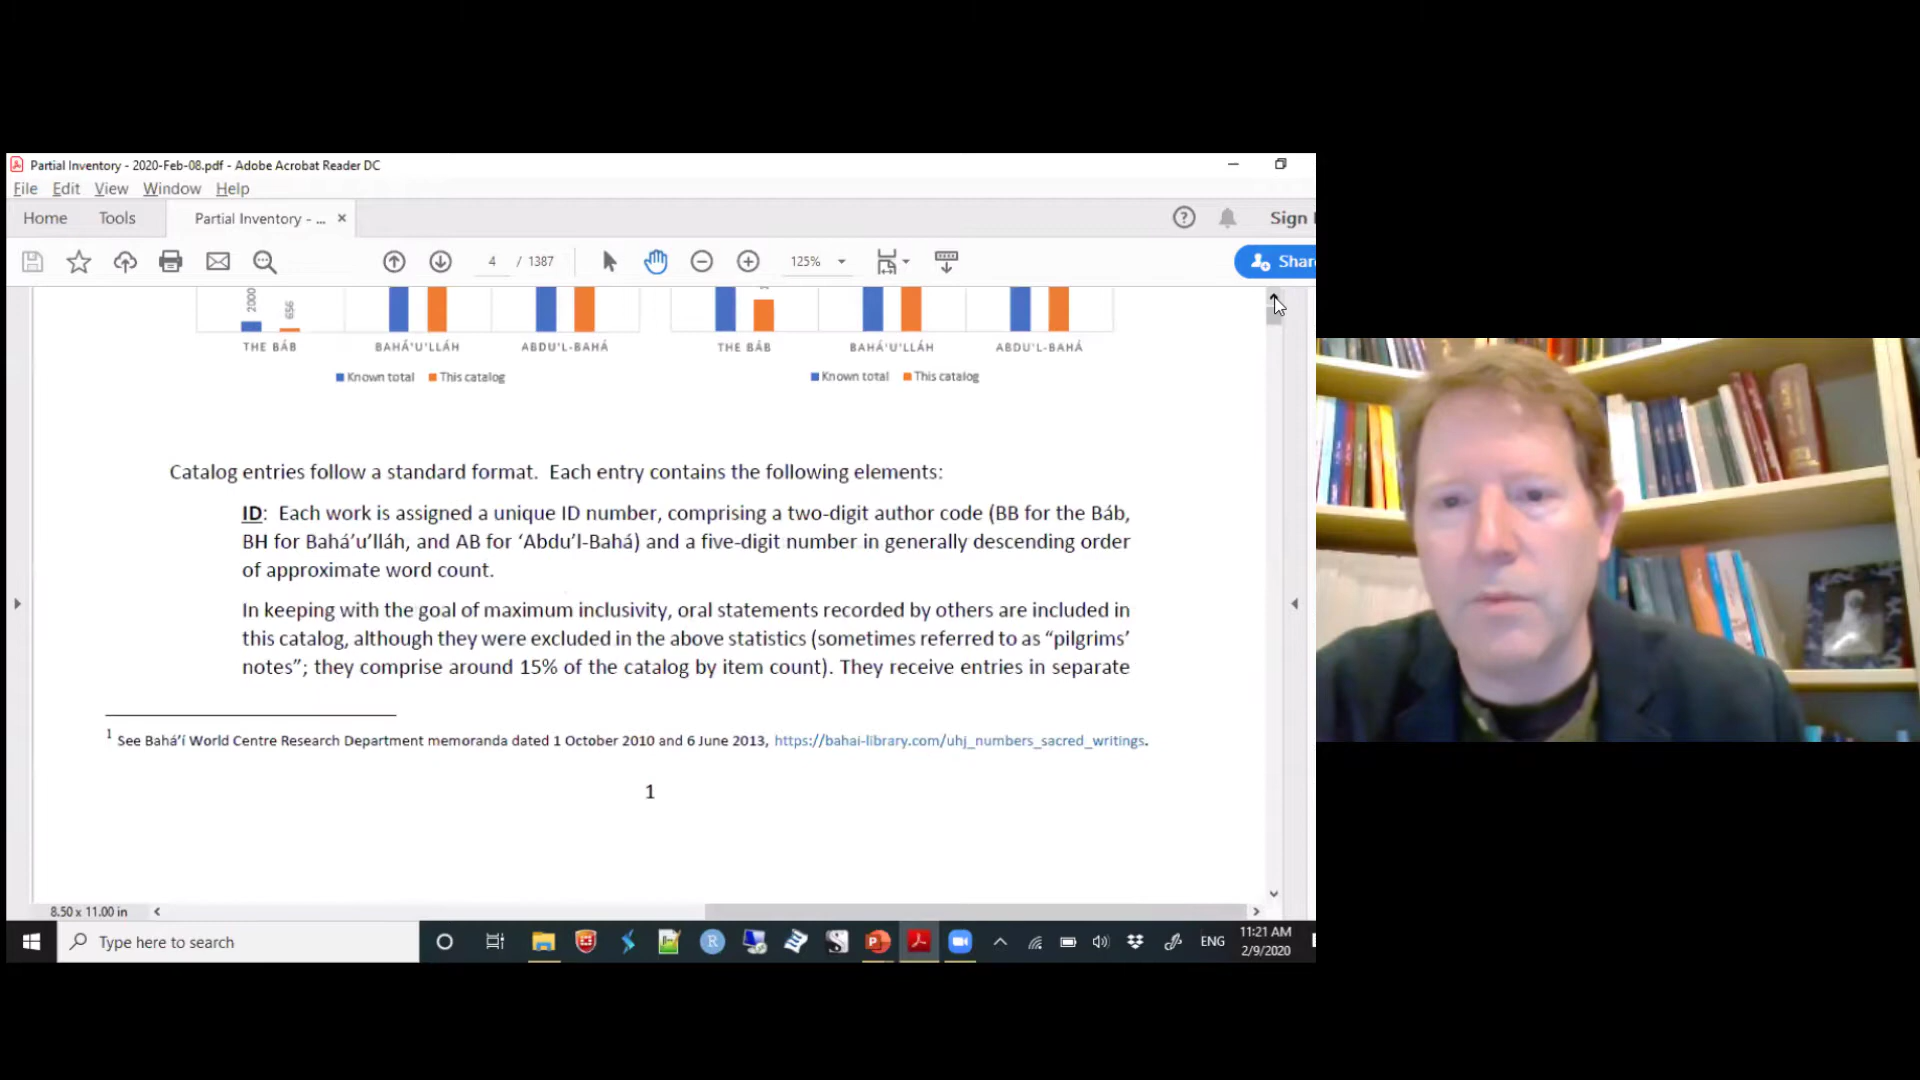 Partial Inventory - 2020-Feb-08.pdf - Adobe Acrobat Reader DC
File Edit View Window Help
Home Tools Partial Inventory - ... × Sign
4 / 1387 125% Share
2000 656
THE BÁB BAHÁ'U'LLÁH ABDU'L-BAHÁ THE BÁB BAHÁ'U'LLÁH ABDU'L-BAHÁ
Known total This catalog Known total This catalog
Catalog entries follow a standard format. Each entry contains the following elements:
ID: Each work is assigned a unique ID number, comprising a two-digit author code (BB for the Báb,
BH for Bahá’u’lláh, and AB for ‘Abdu’l-Bahá) and a five-digit number in generally descending order
of approximate word count.
In keeping with the goal of maximum inclusivity, oral statements recorded by others are included in
this catalog, although they were excluded in the above statistics (sometimes referred to as “pilgrims’
notes”; they comprise around 15% of the catalog by item count). They receive entries in separate
1 See Bahá’í World Centre Research Department memoranda dated 1 October 2010 and 6 June 2013, https://bahai-library.com/uhj_numbers_sacred_writings.
1
8.50 x 11.00 in
Type here to search ENG 11:21 AM
2/9/2020